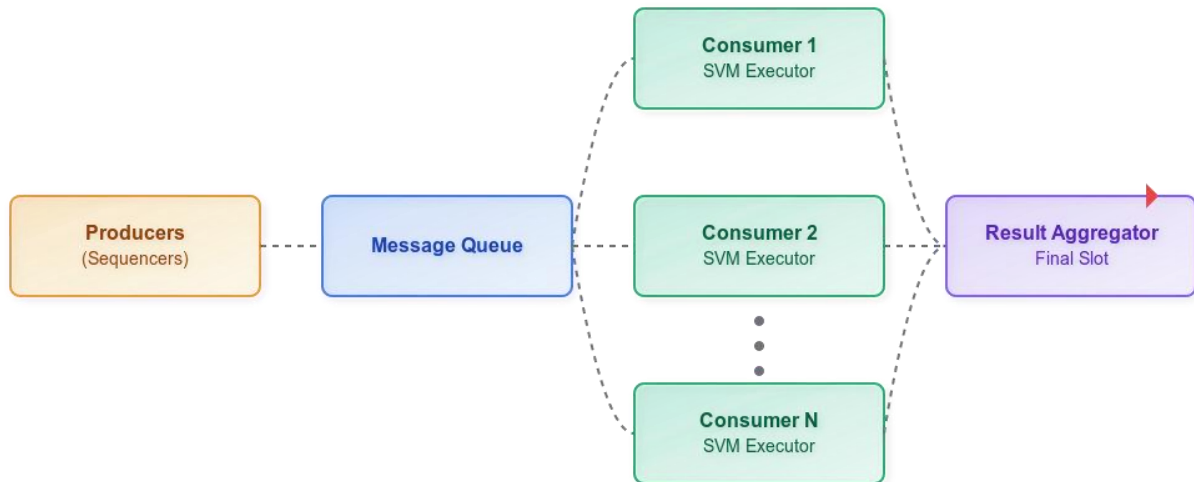 Consumer 1
SVM Executor
Producers
(Sequencers)
Message Queue
Consumer 2
SVM Executor
Result Aggregator
Final Slot
Consumer N
SVM Executor